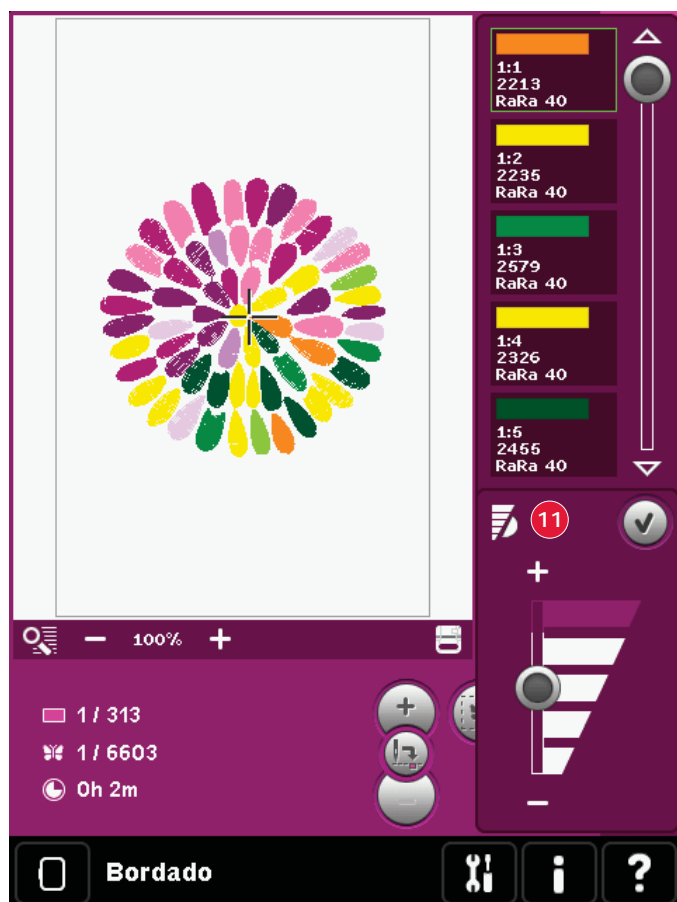 1:1
2213
RaRa 40
1:2
2235
RaRa 40
1:3
2579
RaRa 40
1:4
2326
RaRa 40
1:5
2455
RaRa 40
11
+
−
− 100% +
1 / 313
1 / 6603
0h 2m
Bordado
i ?